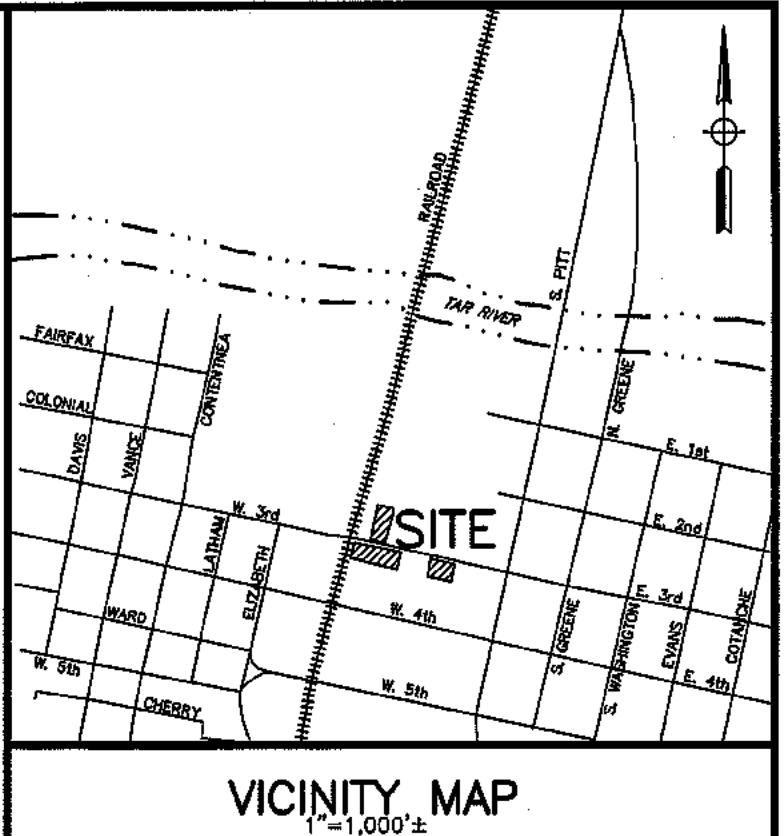 RAILROAD
S. PITT
TAR RIVER
FAIRFAX
CONTENTNEA
N. GREENE
COLONIAL
DAVIS
VANCE
E. 1st
W. 3rd
SITE
E. 2nd
LATHAM
ELIZABETH
W. 4th
E. 3rd
WARD
S. GREENE
S. WASHINGTON
EVANS
COTANCHE
W. 5th
W. 5th
E. 4th
CHERRY
VICINITY MAP
1"=1,000'±